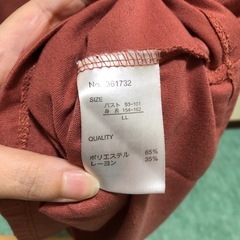 No. 261732
SIZE
バスト 93-101
身長 154-162
LL
QUALITY
ポリエステル 65%
レーヨン 35%